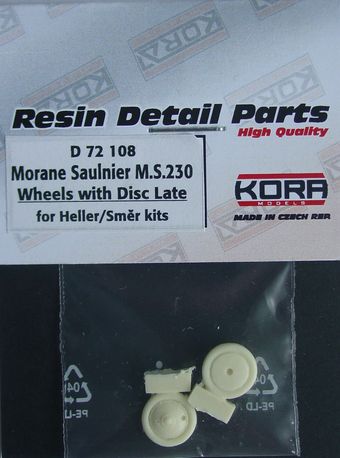 Resin Detail Parts
High Quality
D 72 108
Morane Saulnier M.S.230
Wheels with Disc Late
for Heller/Směr kits
KORA
MODELS
MADE IN CZECH REP.
04
PE-LD
04
PE-LD